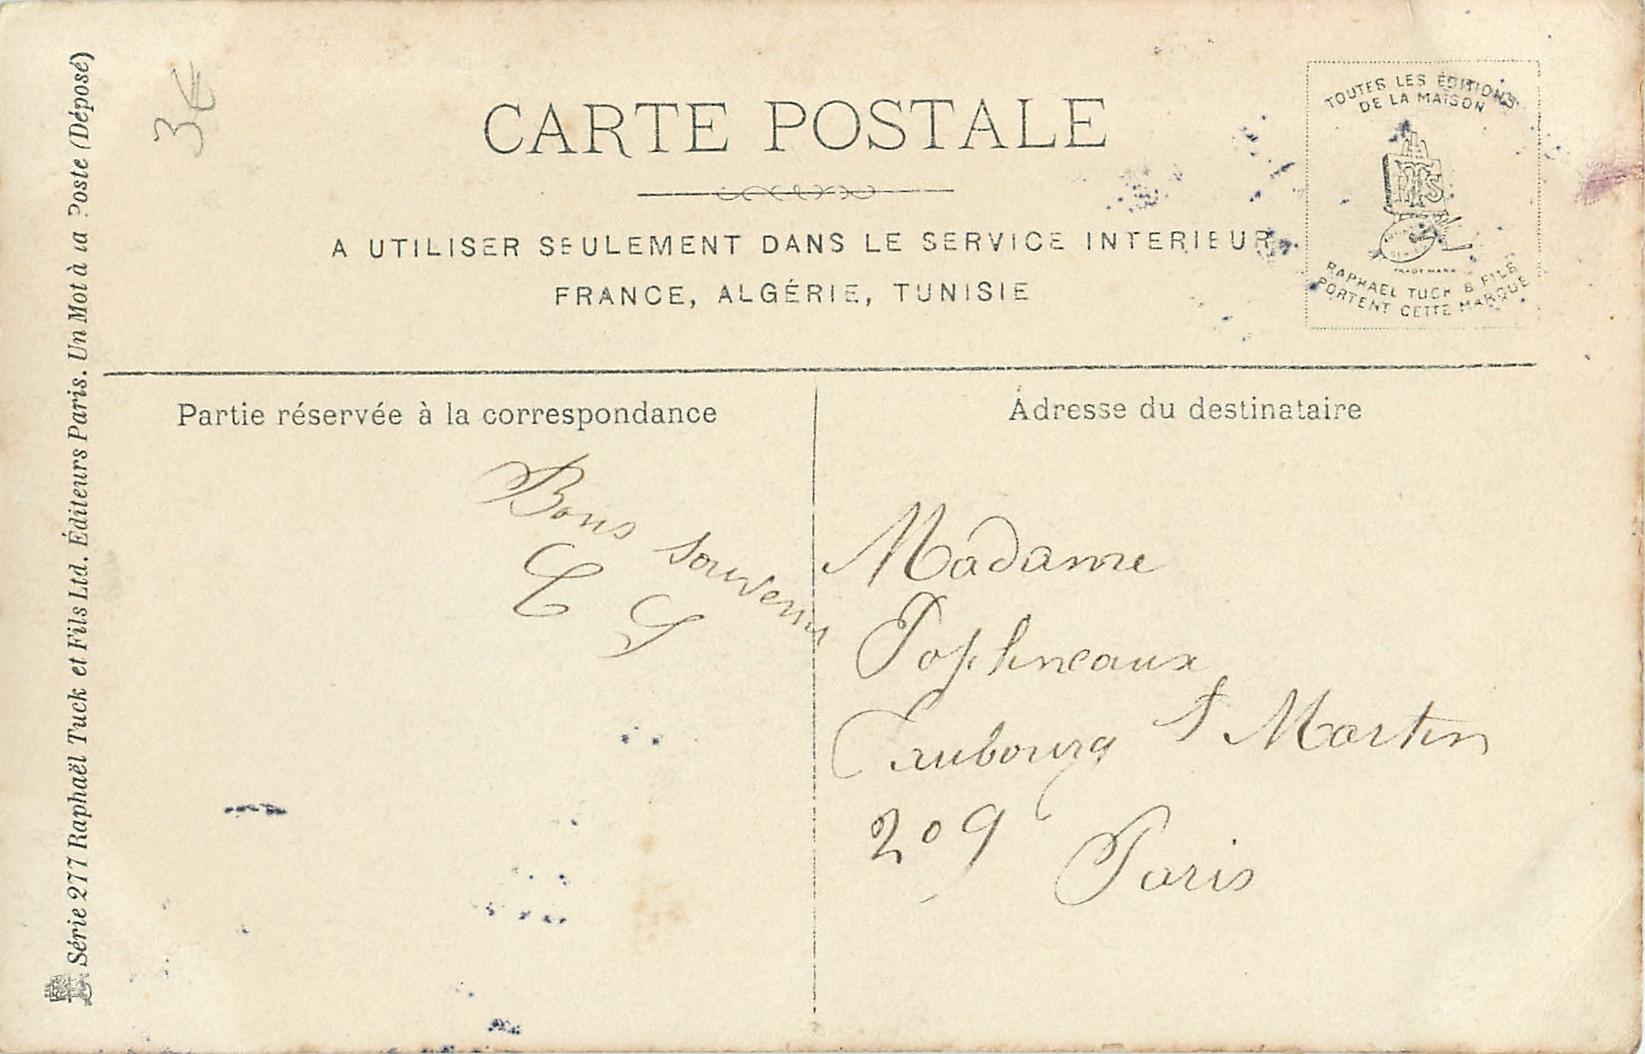 3€
CARTE POSTALE
A UTILISER SEULEMENT DANS LE SERVICE INTERIEUR
FRANCE, ALGÉRIE, TUNISIE
TOUTES LES ÉDITIONS
DE LA MAISON
TRADE MARK
RAPHAEL TUCK & FILS
PORTENT CETTE MARQUE
Série 277 Raphaël Tuck et Fils Ltd. Éditeurs Paris. Un Mot à la Poste (Déposé)
Partie réservée à la correspondance
Bons souvenirs
Adresse du destinataire
Madame
Faubourg St Martin
209
Paris